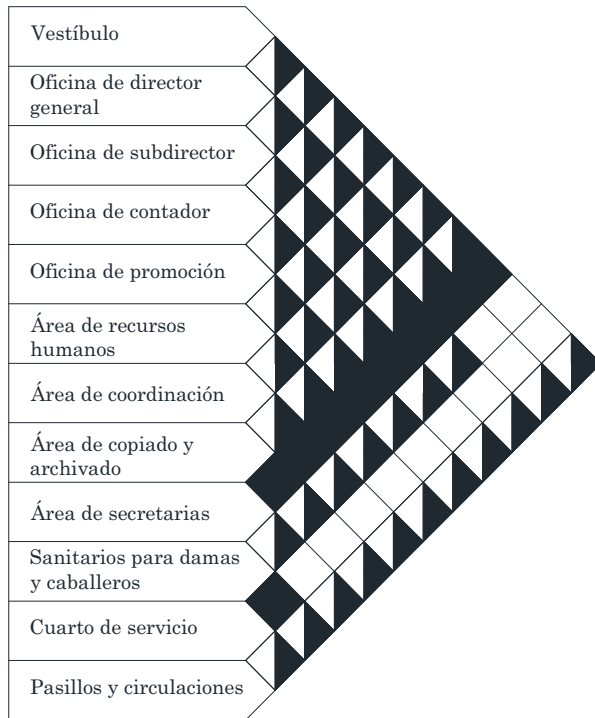 Vestíbulo
Oficina de director
general
Oficina de subdirector
Oficina de contador
Oficina de promoción
Área de recursos
humanos
Área de coordinación
Área de copiado y
archivado
Área de secretarias
Sanitarios para damas
y caballeros
Cuarto de servicio
Pasillos y circulaciones